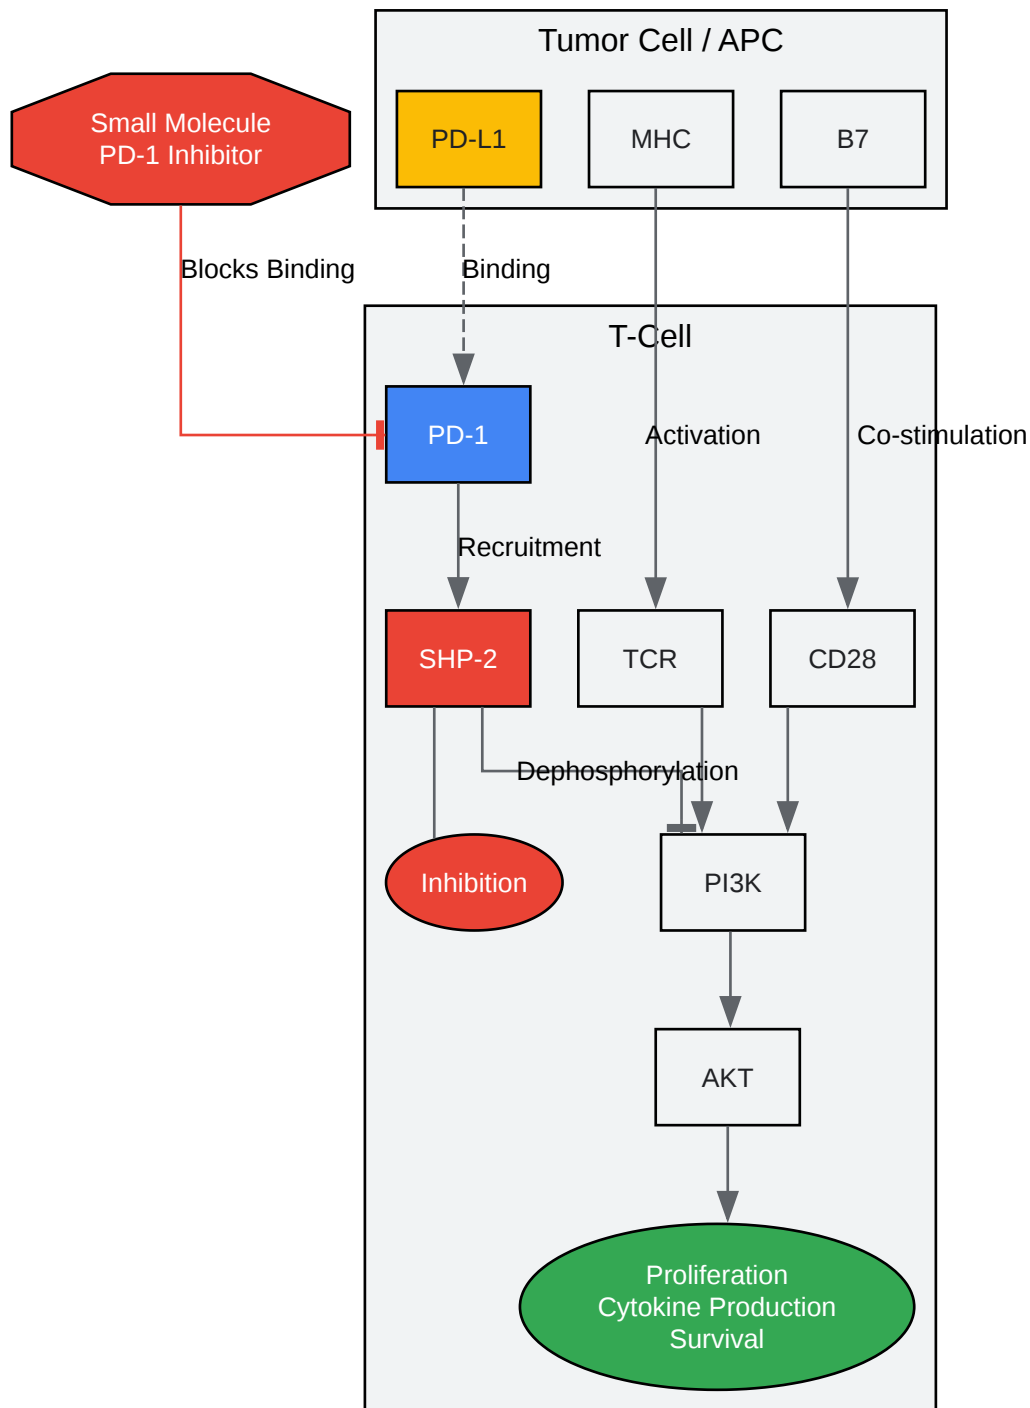 Tumor Cell / APC
Small Molecule
PD-1 Inhibitor
PD-L1
MHC
B7
Blocks Binding
Binding
T-Cell
PD-1
Activation
Co-stimulation
Recruitment
SHP-2
TCR
CD28
Dephosphorylation
Inhibition
PI3K
AKT
Proliferation
Cytokine Production
Survival